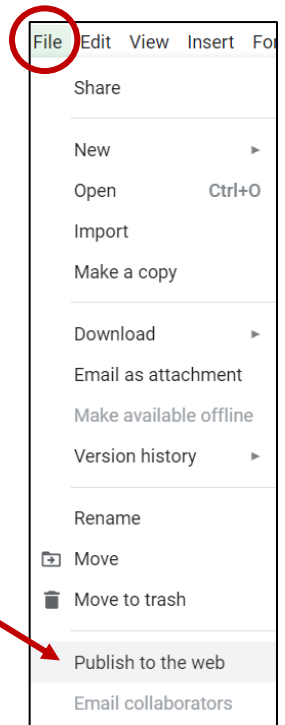 File Edit View Insert For
Share
New
Open Ctrl+O
Import
Make a copy
Download
Email as attachment
Make available offline
Version history
Rename
Move
Move to trash
Publish to the web
Email collaborators